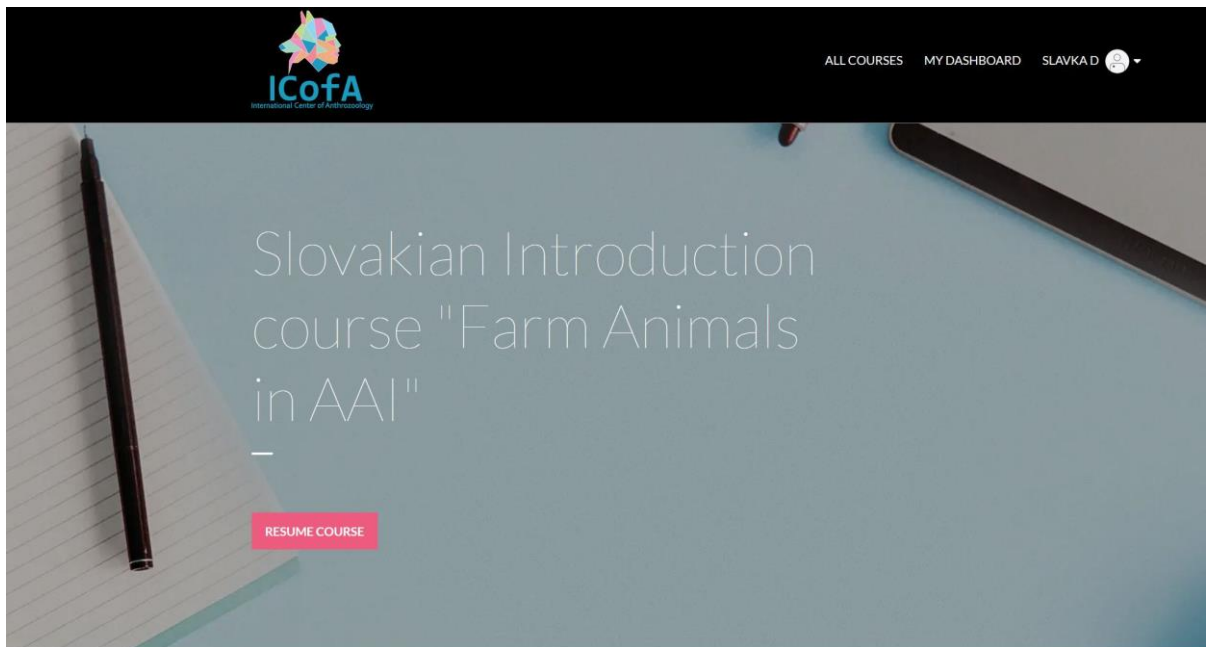 ICofA
International Center of Anthrozoology
ALL COURSES MY DASHBOARD SLAVKA D
Slovakian Introduction
course "Farm Animals
in AAI"
RESUME COURSE